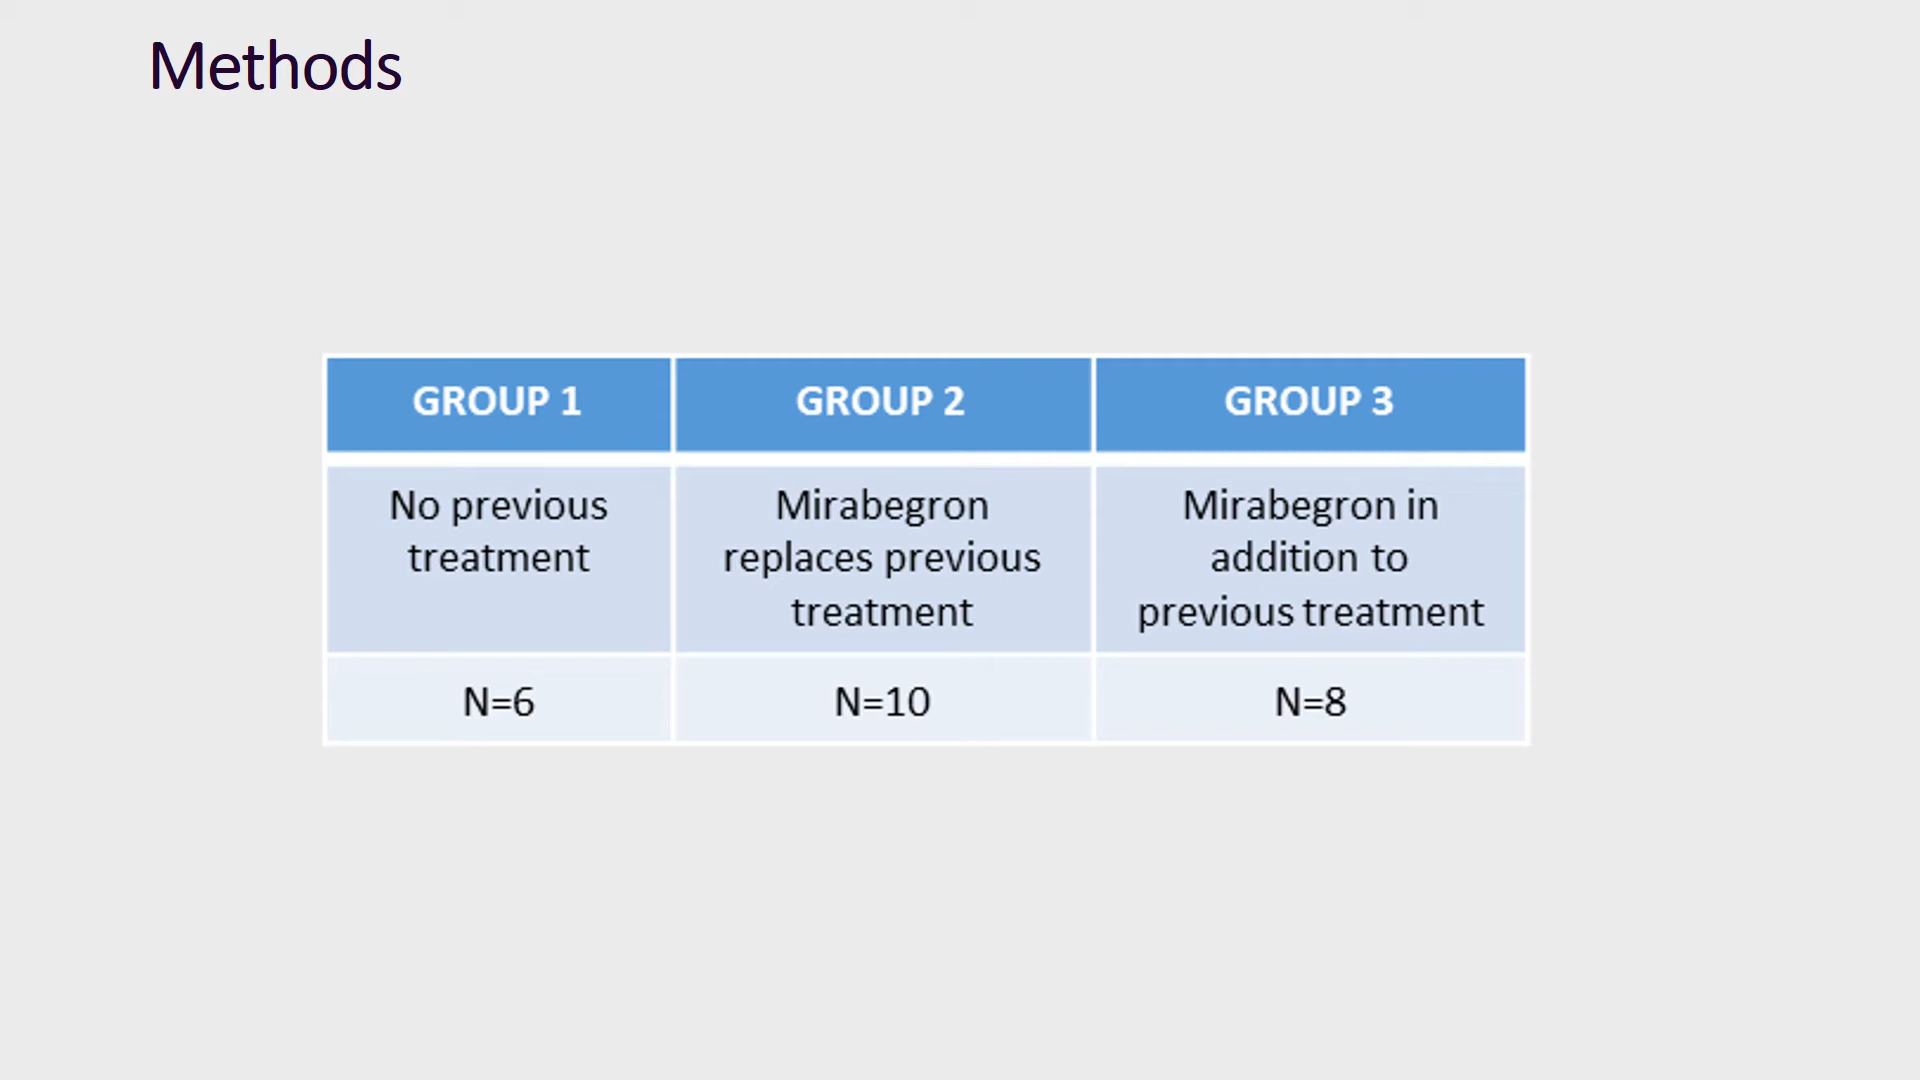 Methods
GROUP 1
GROUP 2
GROUP 3
No previous
treatment
Mirabegron
replaces previous
treatment
Mirabegron in
addition to
previous treatment
N=6
N=10
N=8